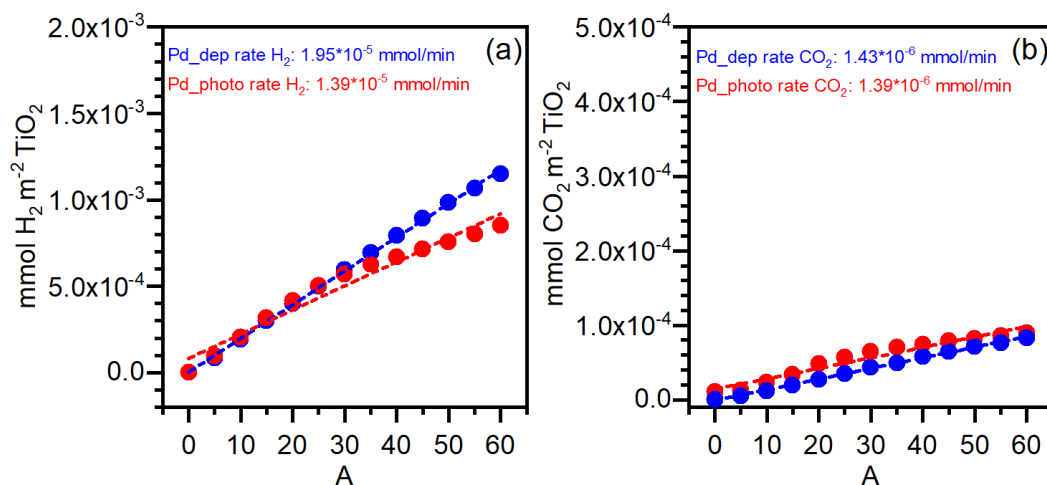 (a)
Pd_dep rate H₂: 1.95*10⁻⁵ mmol/min
Pd_photo rate H₂: 1.39*10⁻⁵ mmol/min
mmol H₂ m⁻² TiO₂
2.0x10⁻³
1.5x10⁻³
1.0x10⁻³
5.0x10⁻⁴
0.0
0 10 20 30 40 50 60
A
(b)
Pd_dep rate CO₂: 1.43*10⁻⁶ mmol/min
Pd_photo rate CO₂: 1.39*10⁻⁶ mmol/min
mmol CO₂ m⁻² TiO₂
5.0x10⁻⁴
4.0x10⁻⁴
3.0x10⁻⁴
2.0x10⁻⁴
1.0x10⁻⁴
0.0
0 10 20 30 40 50 60
A